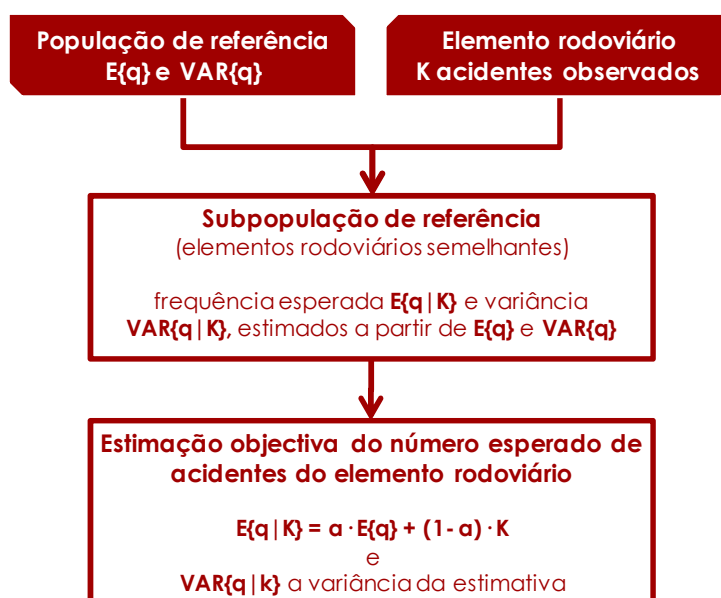 População de referência
E{q} e VAR{q}
Elemento rodoviário
K acidentes observados
Subpopulação de referência
(elementos rodoviários semelhantes)
frequência esperada E{q|K} e variância
VAR{q|K}, estimados a partir de E{q} e VAR{q}
Estimação objectiva do número esperado de
acidentes do elemento rodoviário
E{q|K} = a · E{q} + (1- a) · K
e
VAR{q|k} a variância da estimativa